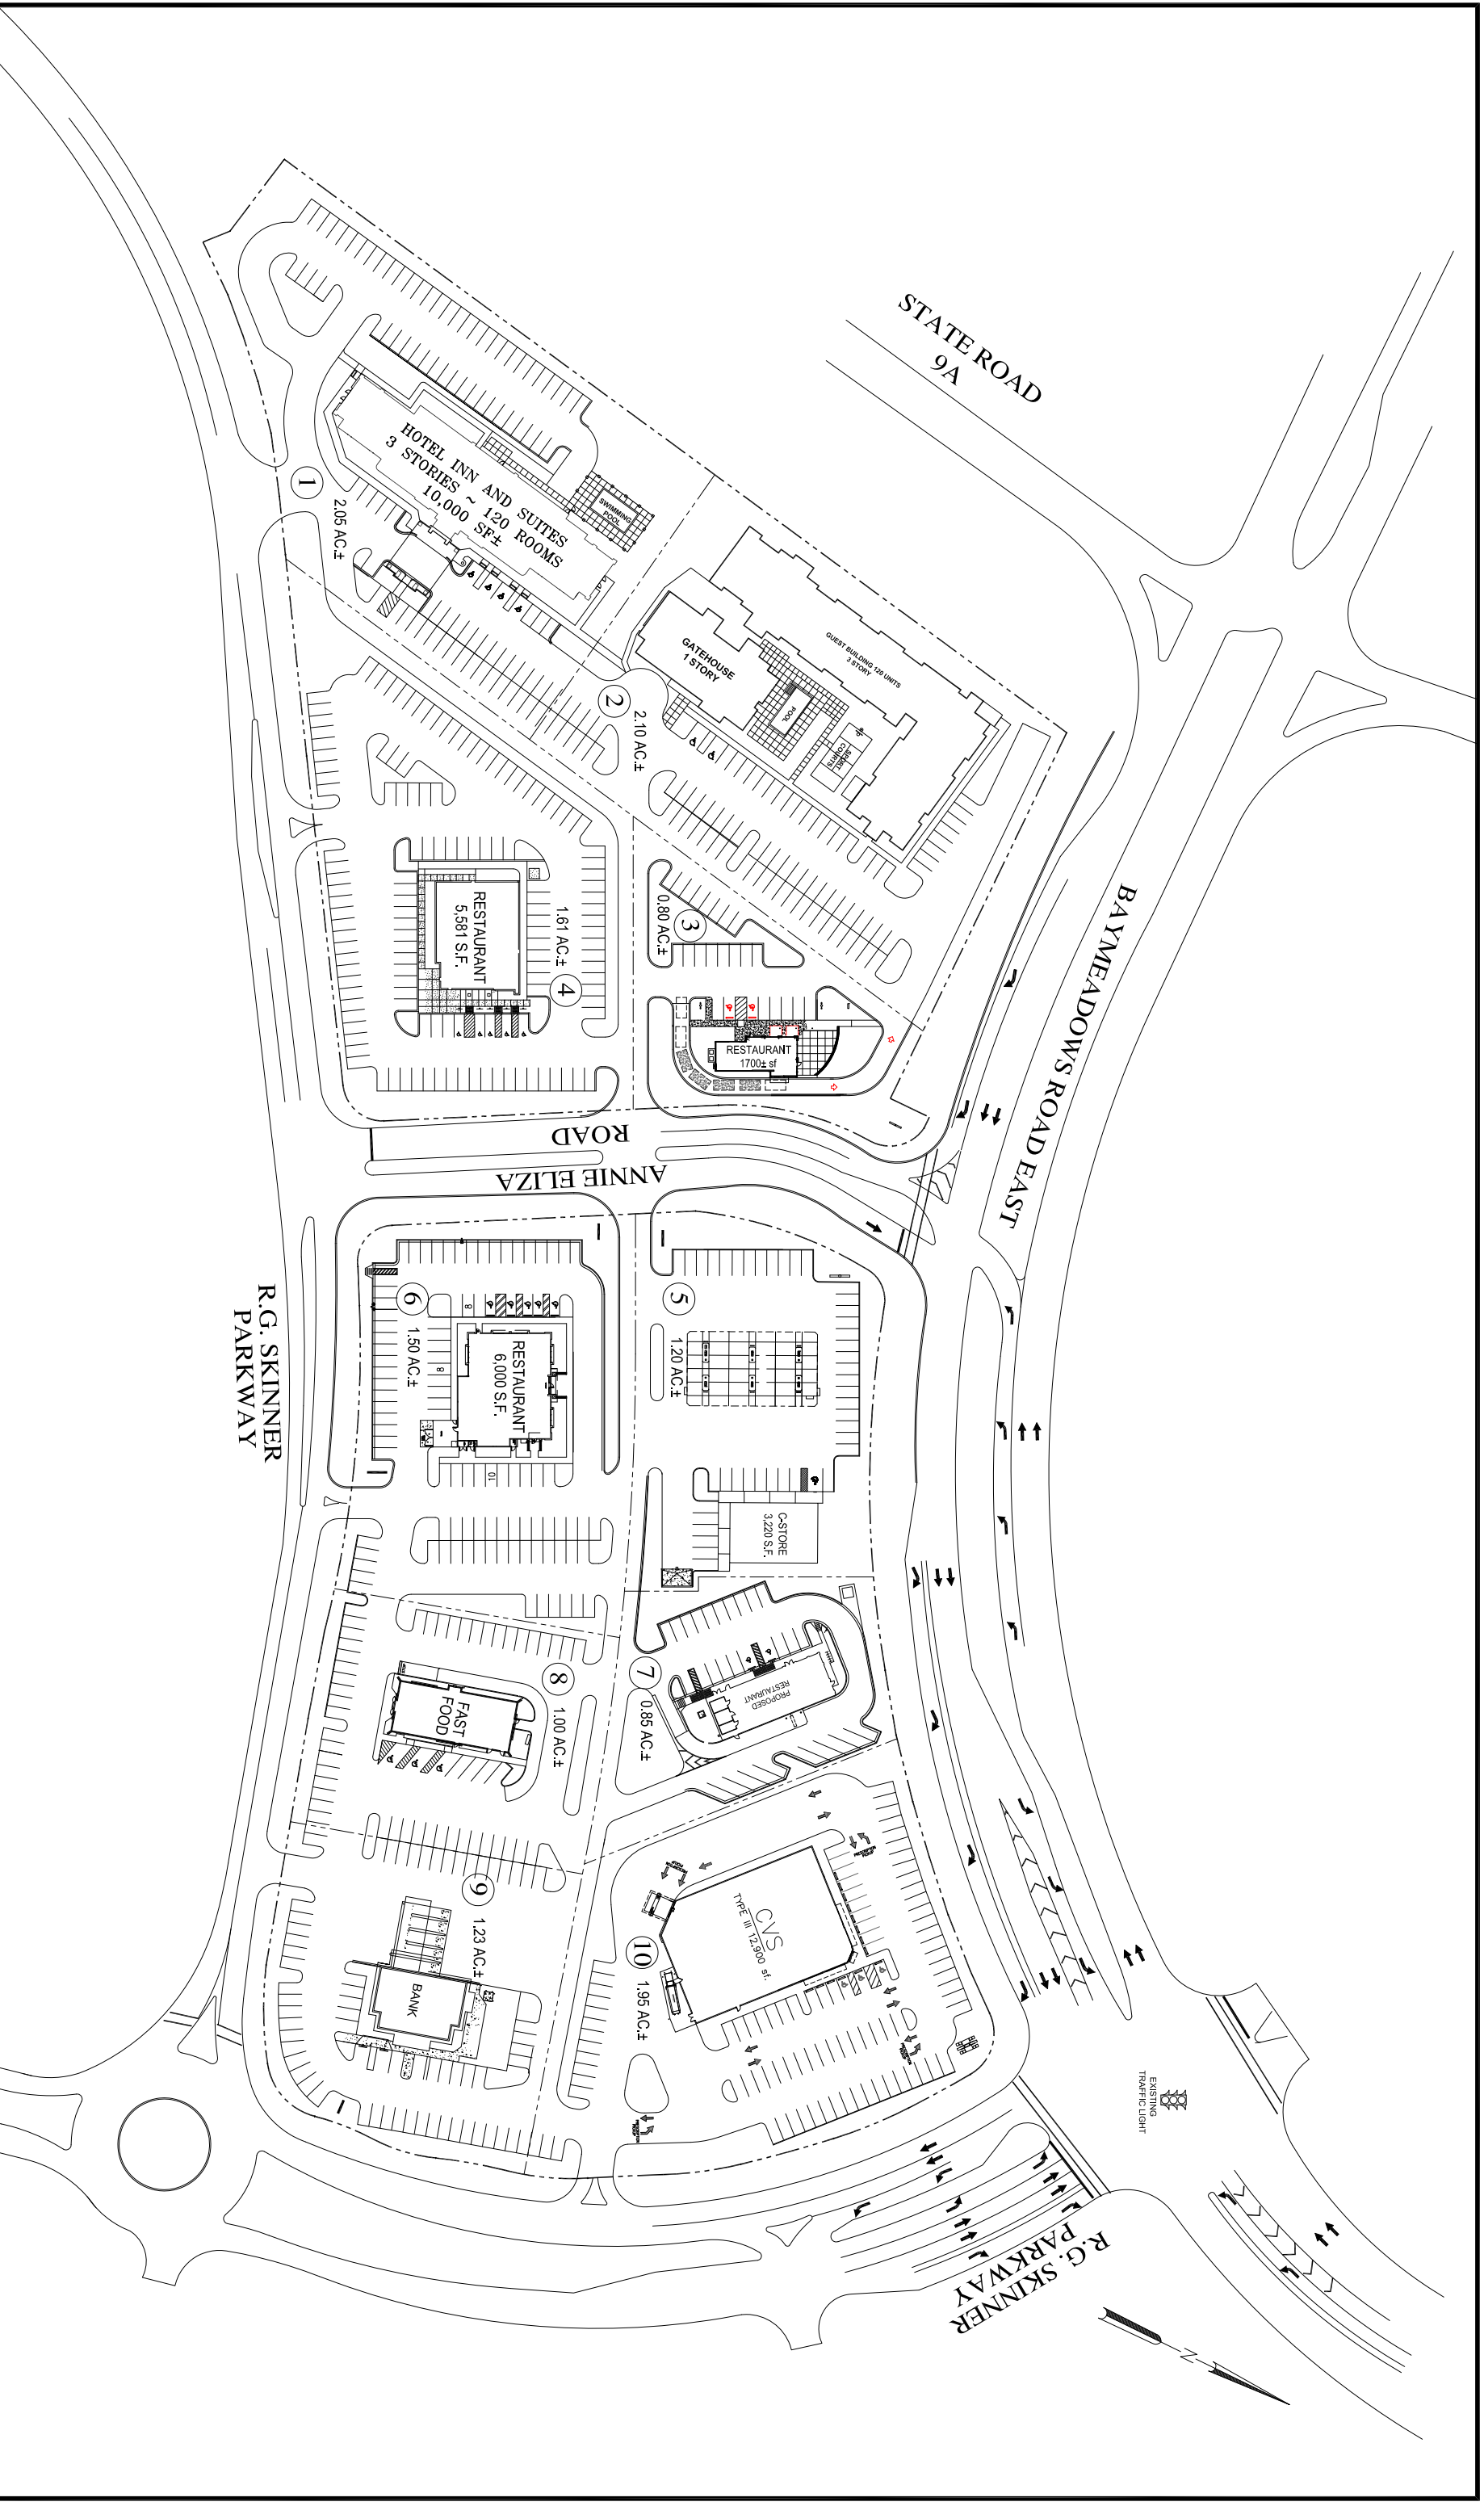 STATE ROAD
9A
BAYMEADOWS ROAD EAST
HOTEL INN AND SUITES
3 STORIES ~ 120 ROOMS
10,000 SF±
SWIMMING
POOL
1
2.05 AC.±
GUEST BUILDING 120 UNITS
3 STORY
GATEHOUSE
1 STORY
POOL
SPORT
COURTS
2
2.10 AC.±
3
0.80 AC.±
RESTAURANT
1700± sf
RESTAURANT
5,581 S.F.
1.61 AC.±
4
ANNIE ELIZA
ROAD
5
1.20 AC.±
C-STORE
3,220 S.F.
6
1.50 AC.±
RESTAURANT
6,000 S.F.
8
8
10
R.G. SKINNER
PARKWAY
7
0.85 AC.±
PROPOSED
RESTAURANT
8
1.00 AC.±
FAST
FOOD
9
1.23 AC.±
BANK
10
1.95 AC.±
CVS
TYPE III 12,900 sf.
EXISTING
TRAFFIC LIGHT
R.G. SKINNER
PARKWAY
N